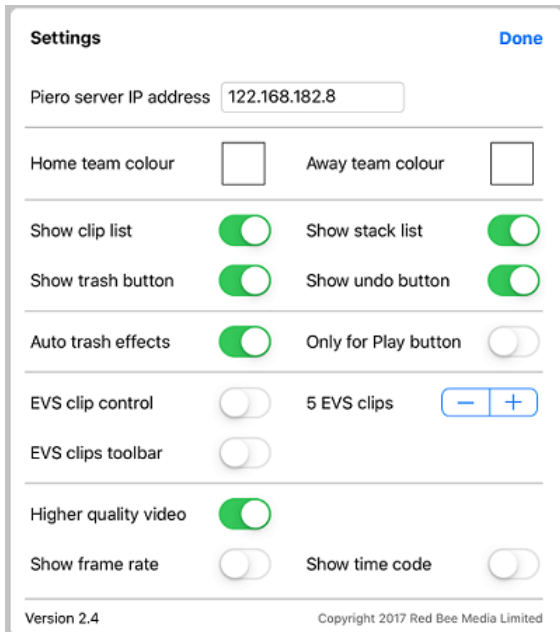 Settings Done
Piero server IP address 122.168.182.8
Home team colour Away team colour
Show clip list Show stack list
Show trash button Show undo button
Auto trash effects Only for Play button
EVS clip control 5 EVS clips − +
EVS clips toolbar
Higher quality video
Show frame rate Show time code
Version 2.4 Copyright 2017 Red Bee Media Limited